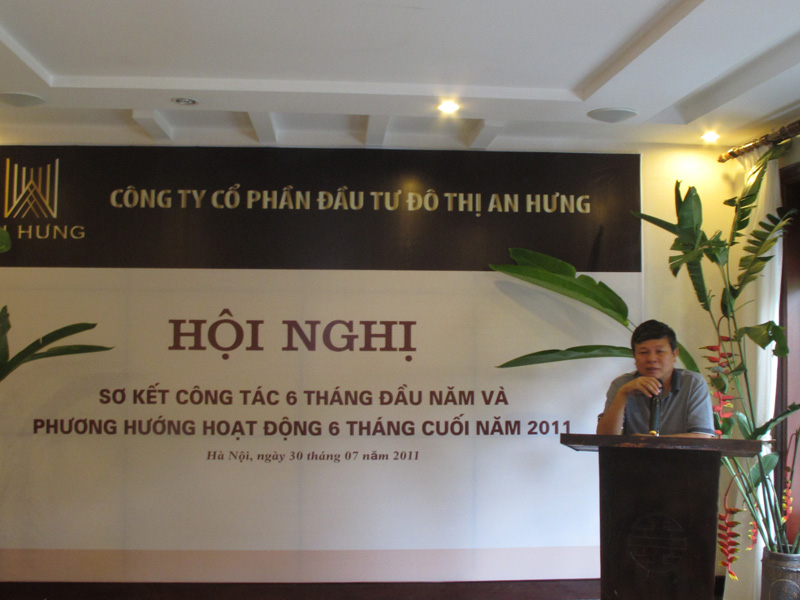 HƯNG
CÔNG TY CỔ PHẦN ĐẦU TƯ ĐÔ THỊ AN HƯNG
HỘI NGHỊ
SƠ KẾT CÔNG TÁC 6 THÁNG ĐẦU NĂM VÀ
PHƯƠNG HƯỚNG HOẠT ĐỘNG 6 THÁNG CUỐI NĂM 2011
Hà Nội, ngày 30 tháng 07 năm 2011